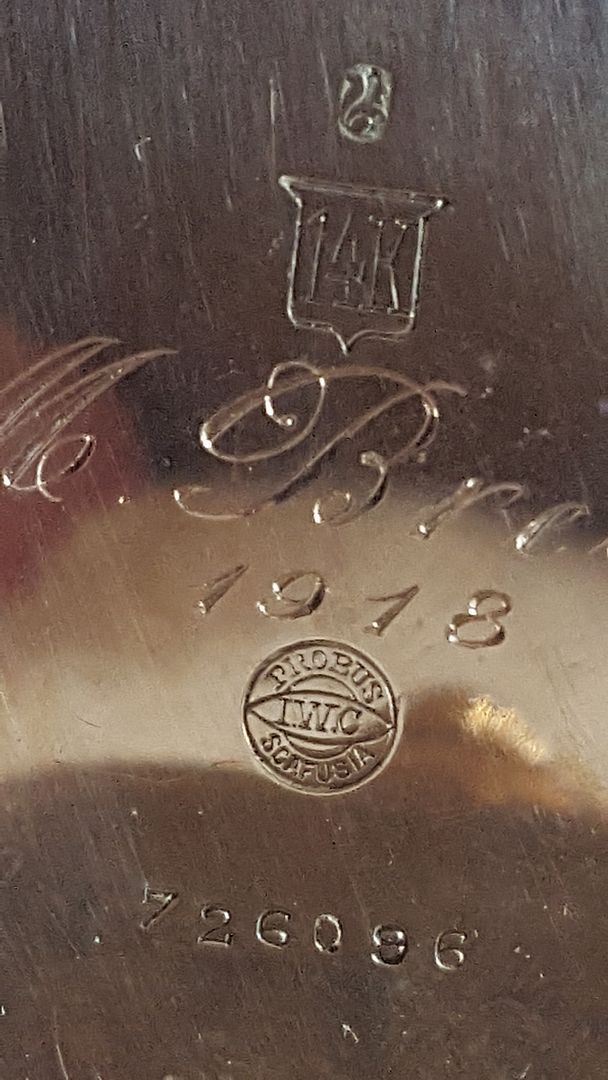 14K
M B
1918
PROBUS
I.W.C
SCAFUSIA
726096